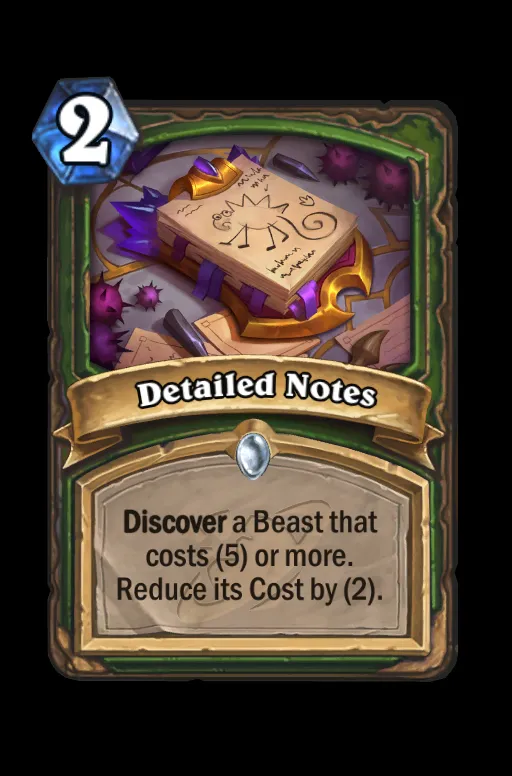 2
Detailed Notes
Discover a Beast that
costs (5) or more.
Reduce its Cost by (2).